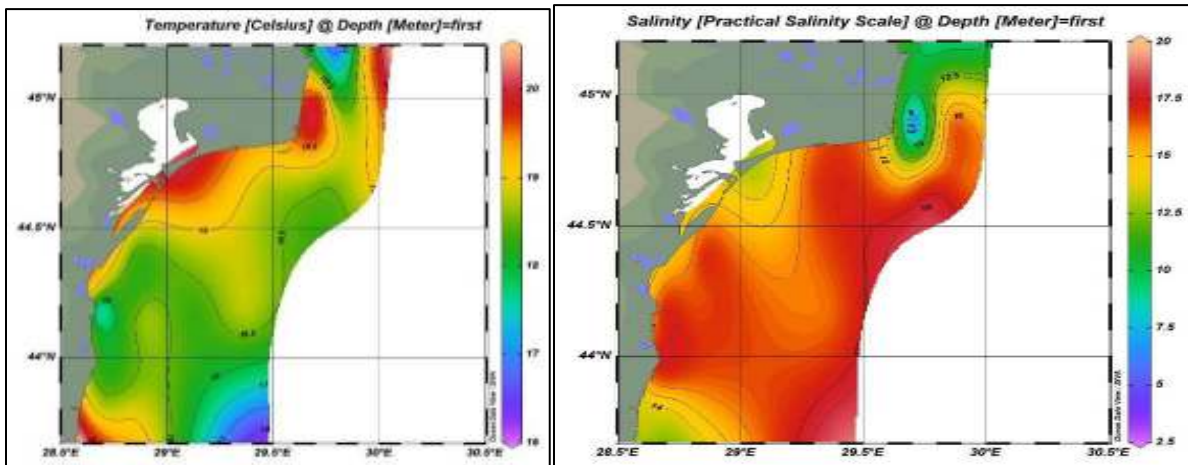 Temperature [Celsius] @ Depth [Meter]=first
45°N
44.5°N
44°N
28.5°E
29°E
29.5°E
30°E
30.5°E
20
19
18
17
16
Ocean Data View / DIVA
Salinity [Practical Salinity Scale] @ Depth [Meter]=first
45°N
44.5°N
44°N
28.5°E
29°E
29.5°E
30°E
30.5°E
20
17.5
15
12.5
10
7.5
5
2.5
Ocean Data View / DIVA